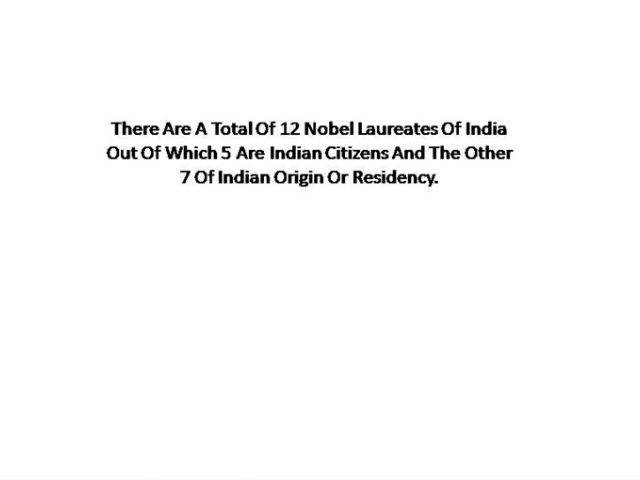 There Are A Total Of 12 Nobel Laureates Of India
Out Of Which 5 Are Indian Citizens And The Other
7 Of Indian Origin Or Residency.